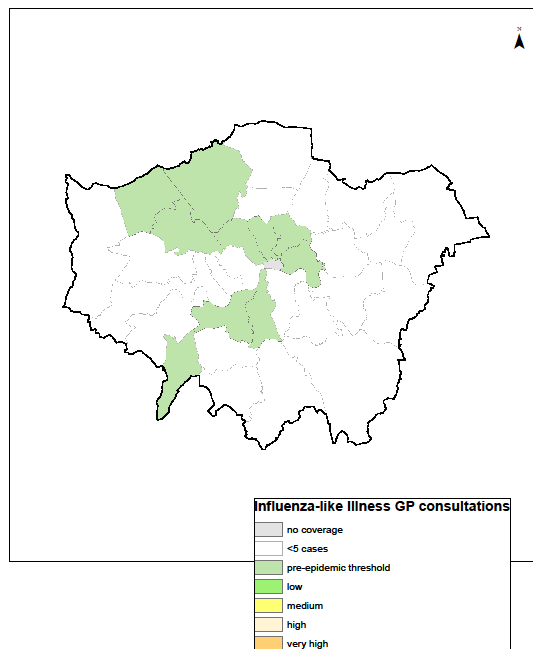 Influenza-like Illness GP consultations
no coverage
<5 cases
pre-epidemic threshold
low
medium
high
very high